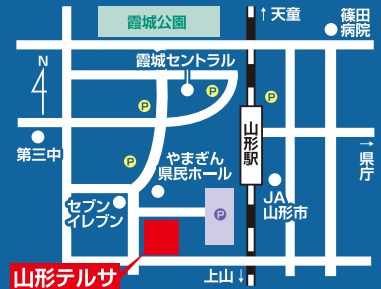 霞城公園
↑天童
篠田
病院
霞城セントラル
N
P
P
P
第三中
P
山形駅
→
県庁
やまぎん
県民ホール
セブン
イレブン
P
JA
山形市
山形テルサ
上山↓